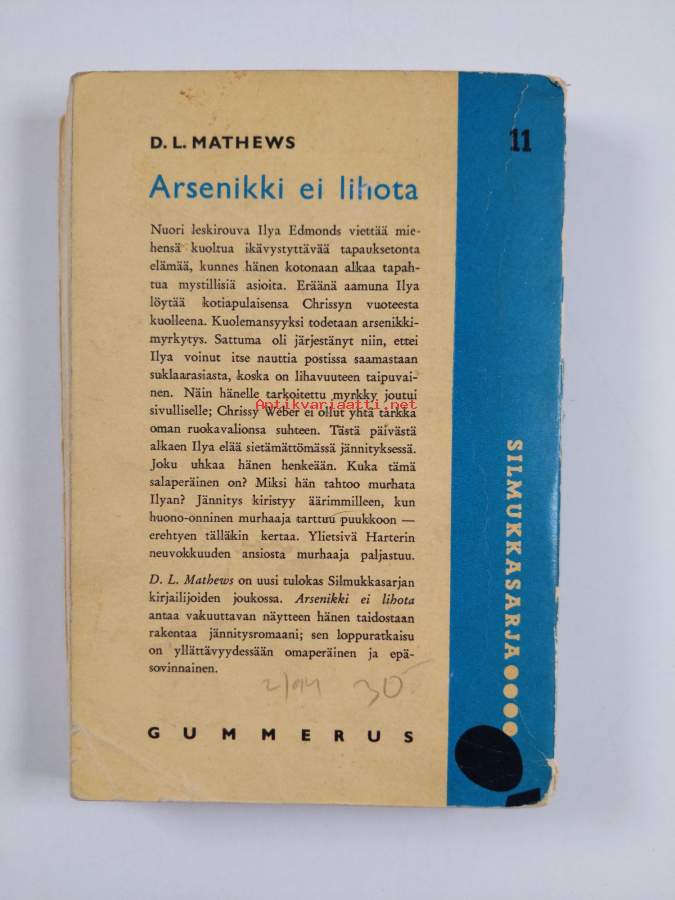 D. L. MATHEWS
11
Arsenikki ei lihota
Nuori leskirouva Ilya Edmonds viettää mie-
hensä kuoltua ikävystyttävää tapauksetonta
elämää, kunnes hänen kotonaan alkaa tapah-
tua mystillisiä asioita. Eräänä aamuna Ilya
löytää kotiapulaisensa Chrissyn vuoteesta
kuolleena. Kuolemansyyksi todetaan arsenikki-
myrkytys. Sattuma oli järjestänyt niin, ettei
Ilya voinut itse nauttia postissa saamastaan
suklaarasiasta, koska on lihavuuteen taipuvai-
nen. Näin hänelle tarkoitettu myrkky joutui
Antikvariaatti.net
sivulliselle; Chrissy Weber ei ollut yhtä tarkka
oman ruokavalionsa suhteen. Tästä päivästä
alkaen Ilya elää sietämättömässä jännityksessä.
Joku uhkaa hänen henkeään. Kuka tämä
salaperäinen on? Miksi hän tahtoo murhata
Ilyan? Jännitys kiristyy äärimmilleen, kun
huono-onninen murhaaja tarttuu puukkoon —
erehtyen tälläkin kertaa. Ylietsivä Harterin
neuvokkuuden ansiosta murhaaja paljastuu.
D. L. Mathews on uusi tulokas Silmukkasarjan
kirjailijoiden joukossa. Arsenikki ei lihota
antaa vakuuttavan näytteen hänen taidostaan
rakentaa jännitysromaani; sen loppuratkaisu
on yllättävyydessään omaperäinen ja epä-
sovinnainen.
30
GUMMERUS
SILMUKKASARJA